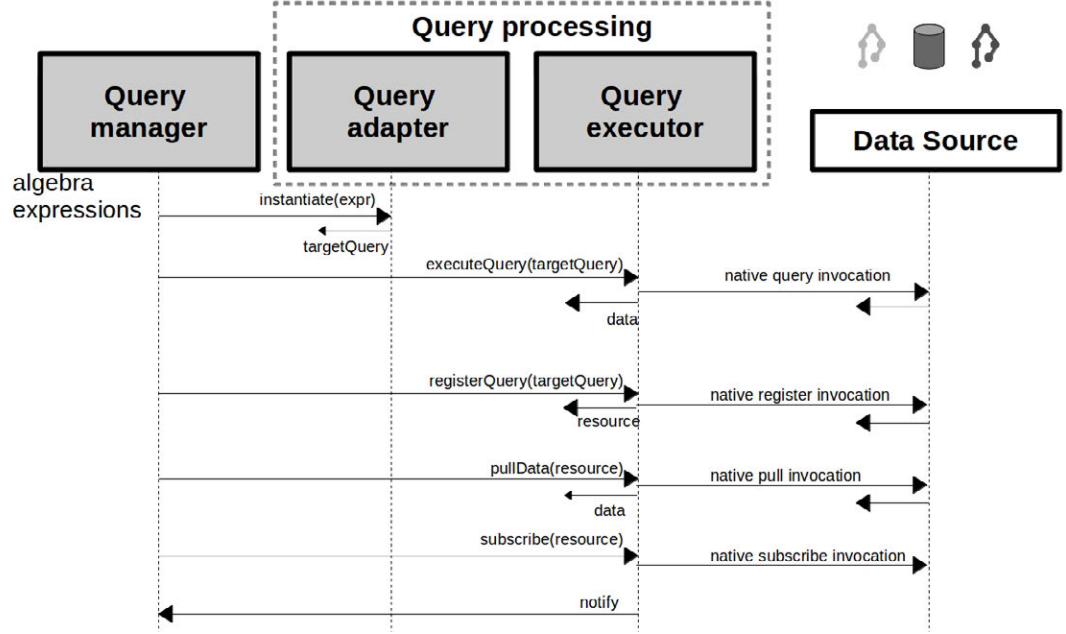 Query processing
Query
manager
Query
adapter
Query
executor
Data Source
algebra
expressions
instantiate(expr)
targetQuery
executeQuery(targetQuery)
native query invocation
data
registerQuery(targetQuery)
native register invocation
resource
pullData(resource)
native pull invocation
data
subscribe(resource)
native subscribe invocation
notify